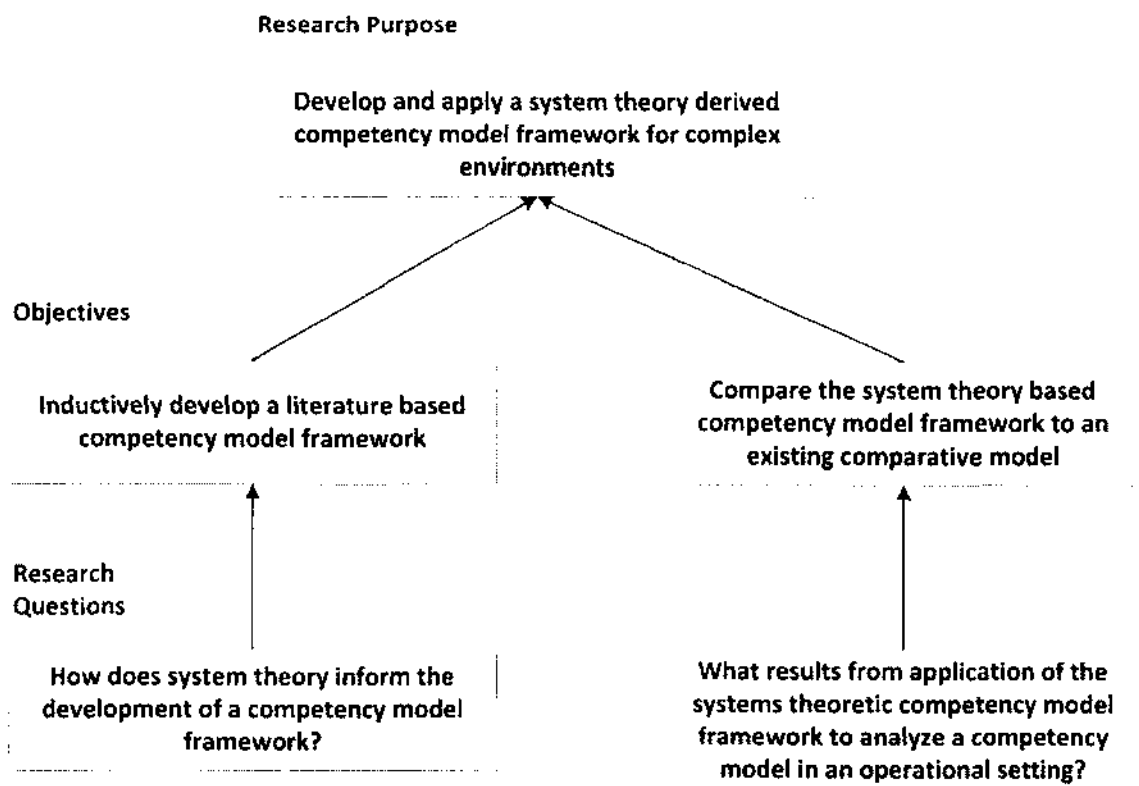 Research Purpose
Develop and apply a system theory derived
competency model framework for complex
environments
Objectives
Inductively develop a literature based
competency model framework
Compare the system theory based
competency model framework to an
existing comparative model
Research
Questions
How does system theory inform the
development of a competency model
framework?
What results from application of the
systems theoretic competency model
framework to analyze a competency
model in an operational setting?